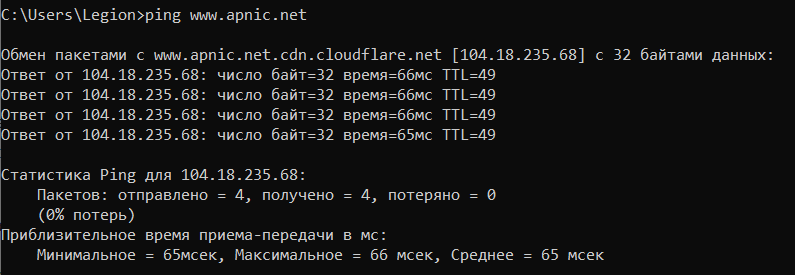 C:\Users\Legion>ping www.apnic.net
Обмен пакетами с www.apnic.net.cdn.cloudflare.net [104.18.235.68] с 32 байтами данных:
Ответ от 104.18.235.68: число байт=32 время=66мс TTL=49
Ответ от 104.18.235.68: число байт=32 время=66мс TTL=49
Ответ от 104.18.235.68: число байт=32 время=66мс TTL=49
Ответ от 104.18.235.68: число байт=32 время=65мс TTL=49
Статистика Ping для 104.18.235.68:
    Пакетов: отправлено = 4, получено = 4, потеряно = 0
    (0% потерь)
Приблизительное время приема-передачи в мс:
    Минимальное = 65мсек, Максимальное = 66 мсек, Среднее = 65 мсек